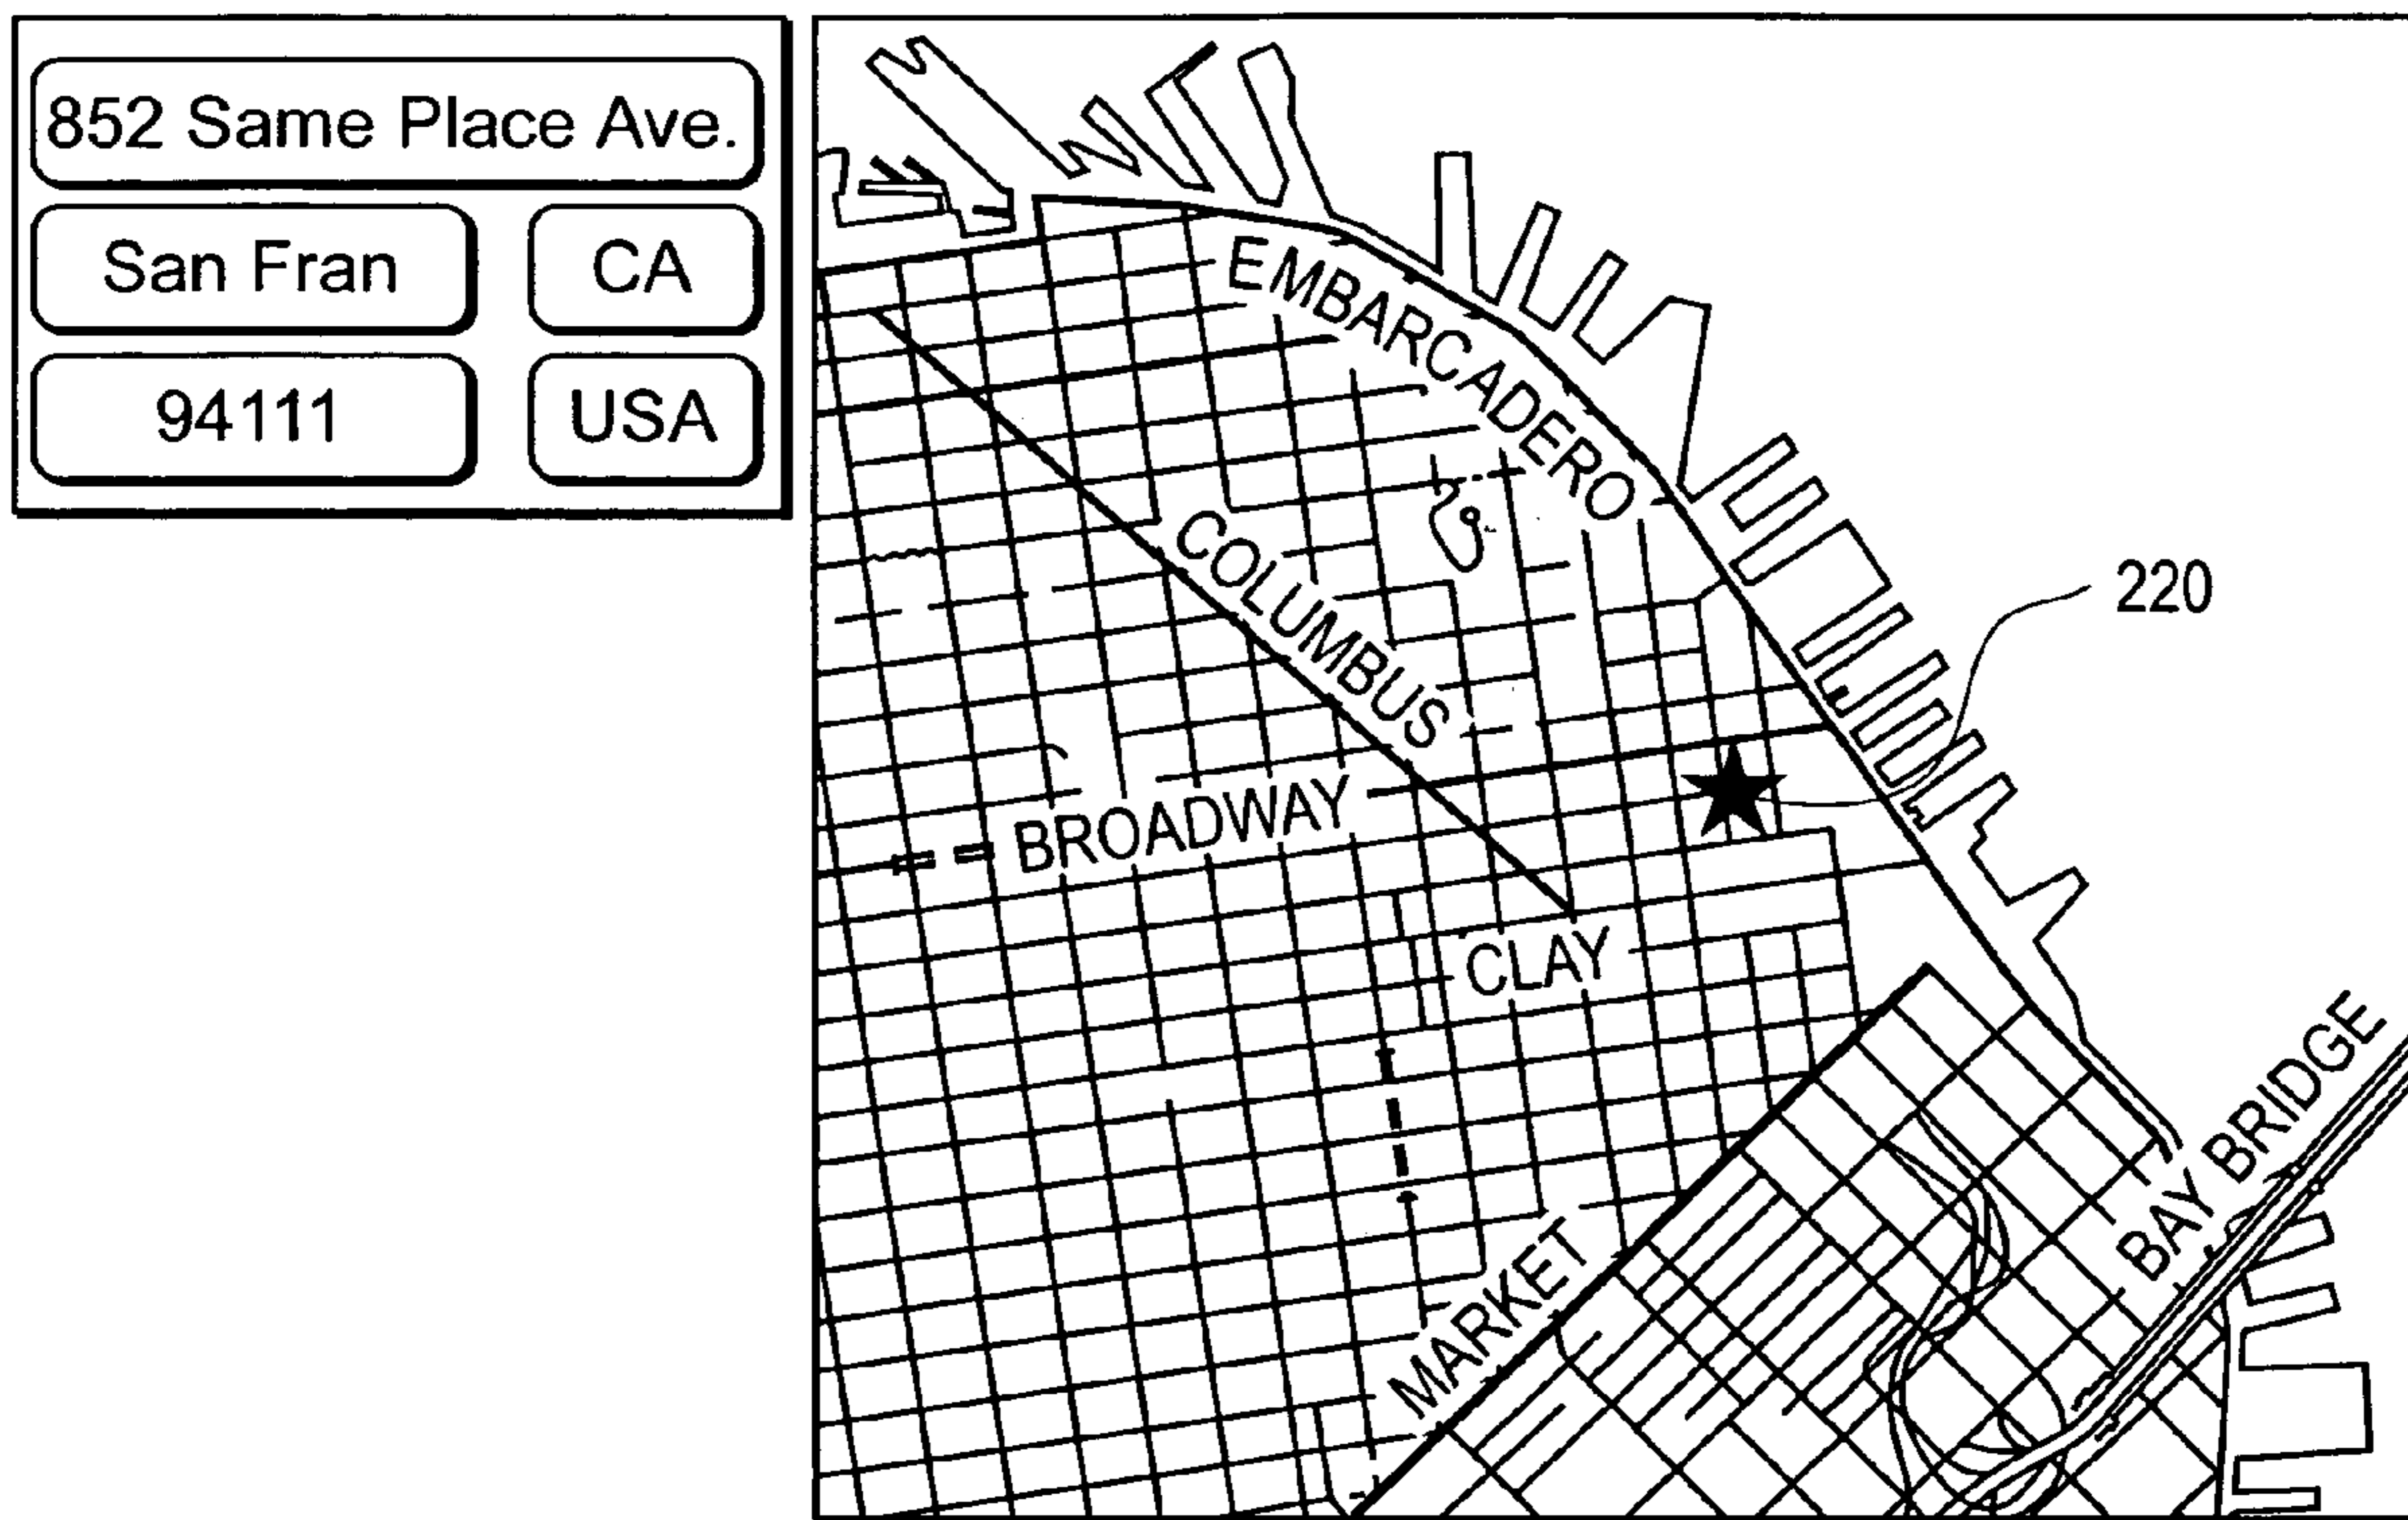 852 Same Place Ave.
San Fran
CA
94111
USA
EMBARCADERO
COLUMBUS
220
BROADWAY
CLAY
BAY BRIDGE
MARKET